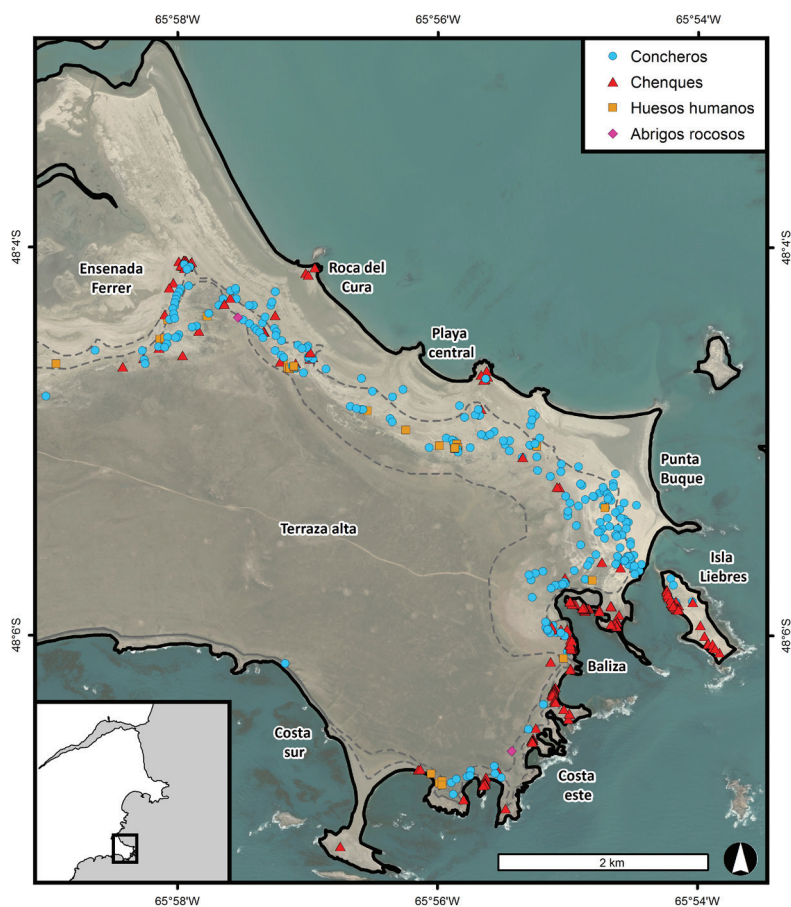 65°58'W
65°56'W
65°54'W
Concheros
Chenques
Huesos humanos
Abrigos rocosos
48°4'S
48°4'S
Ensenada
Ferrer
Roca del
Cura
Playa
central
Punta
Buque
Terraza alta
Isla
Liebres
48°6'S
48°6'S
Baliza
Costa
sur
Costa
este
2 km
65°58'W
65°56'W
65°54'W